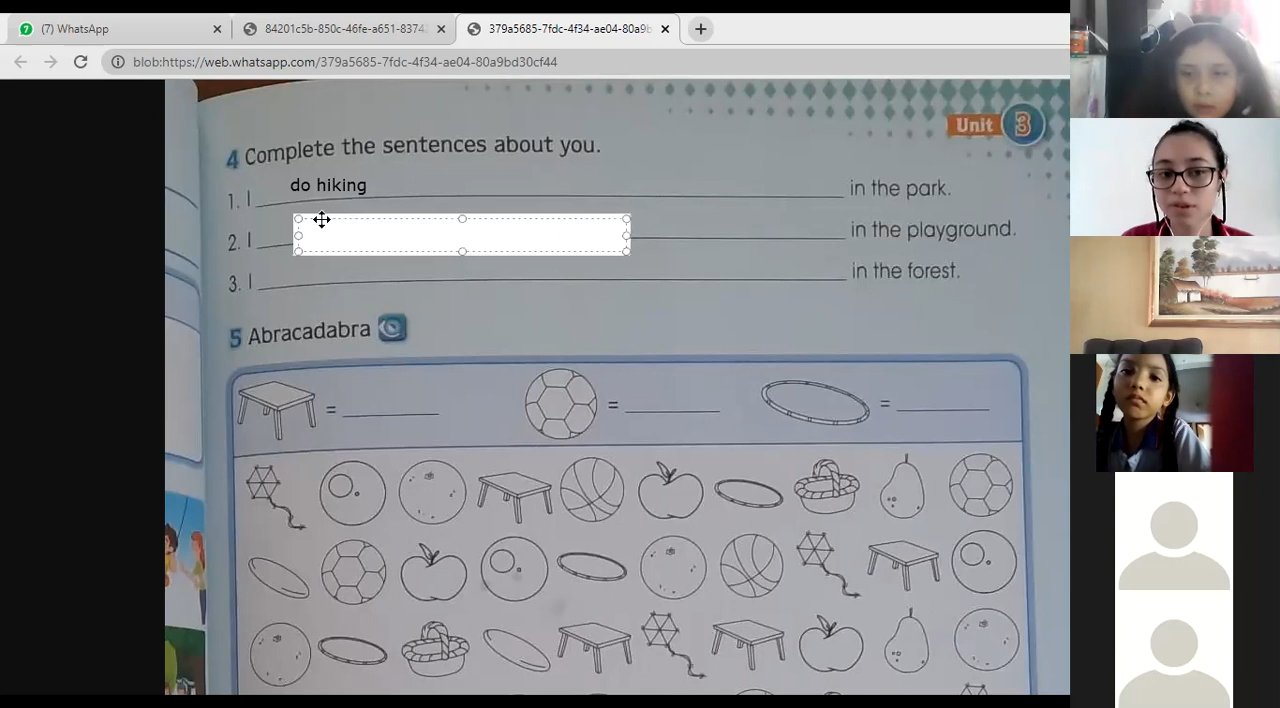 (7) WhatsApp
84201c5b-850c-46fe-a651-8374
379a5685-7fdc-4f34-ae04-80a9b
blob:https://web.whatsapp.com/379a5685-7fdc-4f34-ae04-80a9bd30cf44
Unit 3
4 Complete the sentences about you.
1. I do hiking in the park.
2. I in the playground.
3. I in the forest.
5 Abracadabra
= = =